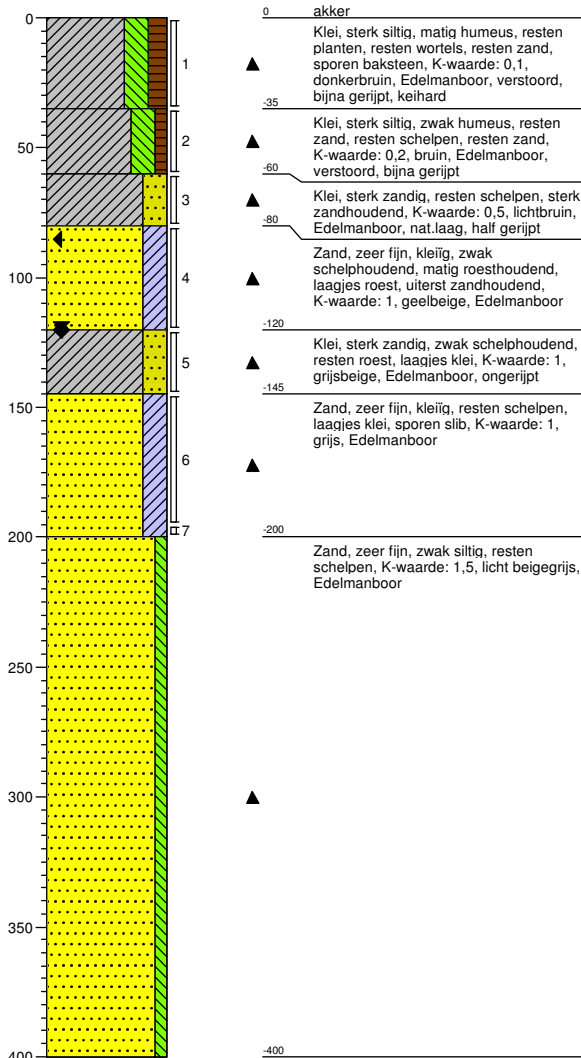 0
50
100
150
200
250
300
350
400
1
2
3
4
5
6
7
0
akker
Klei, sterk siltig, matig humeus, resten
planten, resten wortels, resten zand,
sporen baksteen, K-waarde: 0,1,
donkerbruin, Edelmanboor, verstoord,
bijna gerijpt, keihard
-35
Klei, sterk siltig, zwak humeus, resten
zand, resten schelpen, resten zand,
K-waarde: 0,2, bruin, Edelmanboor,
verstoord, bijna gerijpt
-60
Klei, sterk zandig, resten schelpen, sterk
zandhoudend, K-waarde: 0,5, lichtbruin,
Edelmanboor, nat.laag, half gerijpt
-80
Zand, zeer fijn, kleiïg, zwak
schelphoudend, matig roesthoudend,
laagjes roest, uiterst zandhoudend,
K-waarde: 1, geelbeige, Edelmanboor
-120
Klei, sterk zandig, zwak schelphoudend,
resten roest, laagjes klei, K-waarde: 1,
grijsbeige, Edelmanboor, ongerijpt
-145
Zand, zeer fijn, kleiïg, resten schelpen,
laagjes klei, sporen slib, K-waarde: 1,
grijs, Edelmanboor
-200
Zand, zeer fijn, zwak siltig, resten
schelpen, K-waarde: 1,5, licht beigegrijs,
Edelmanboor
-400